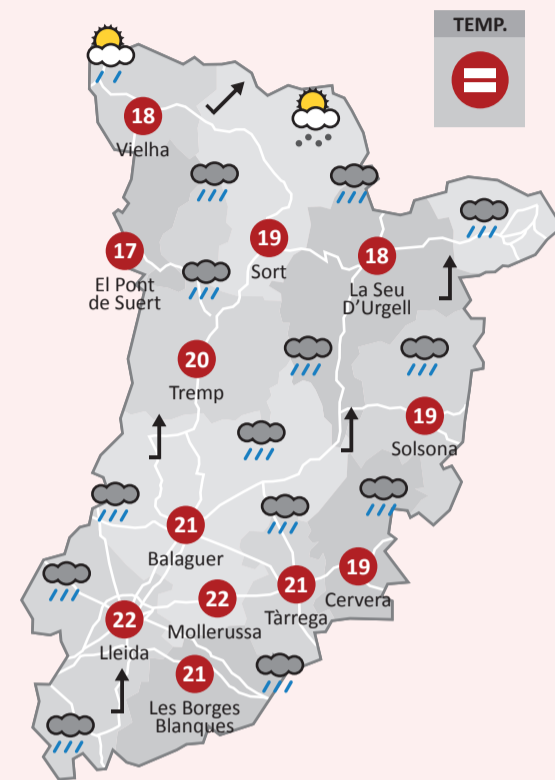 TEMP.
18
Vielha
17
El Pont
de Suert
19
Sort
18
La Seu
D'Urgell
20
Tremp
19
Solsona
21
Balaguer
22
Mollerussa
21
Tàrrega
19
Cervera
22
Lleida
21
Les Borges
Blanques